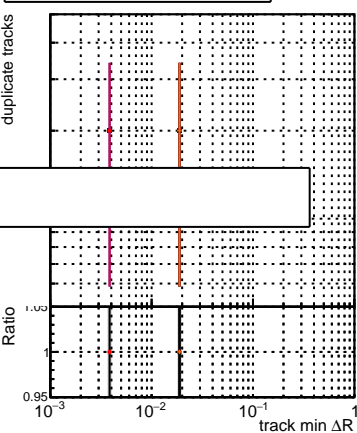 duplicate tracks
Ratio
1.05
1
0.95
10−3 10−2 10−1 1
track min ΔR